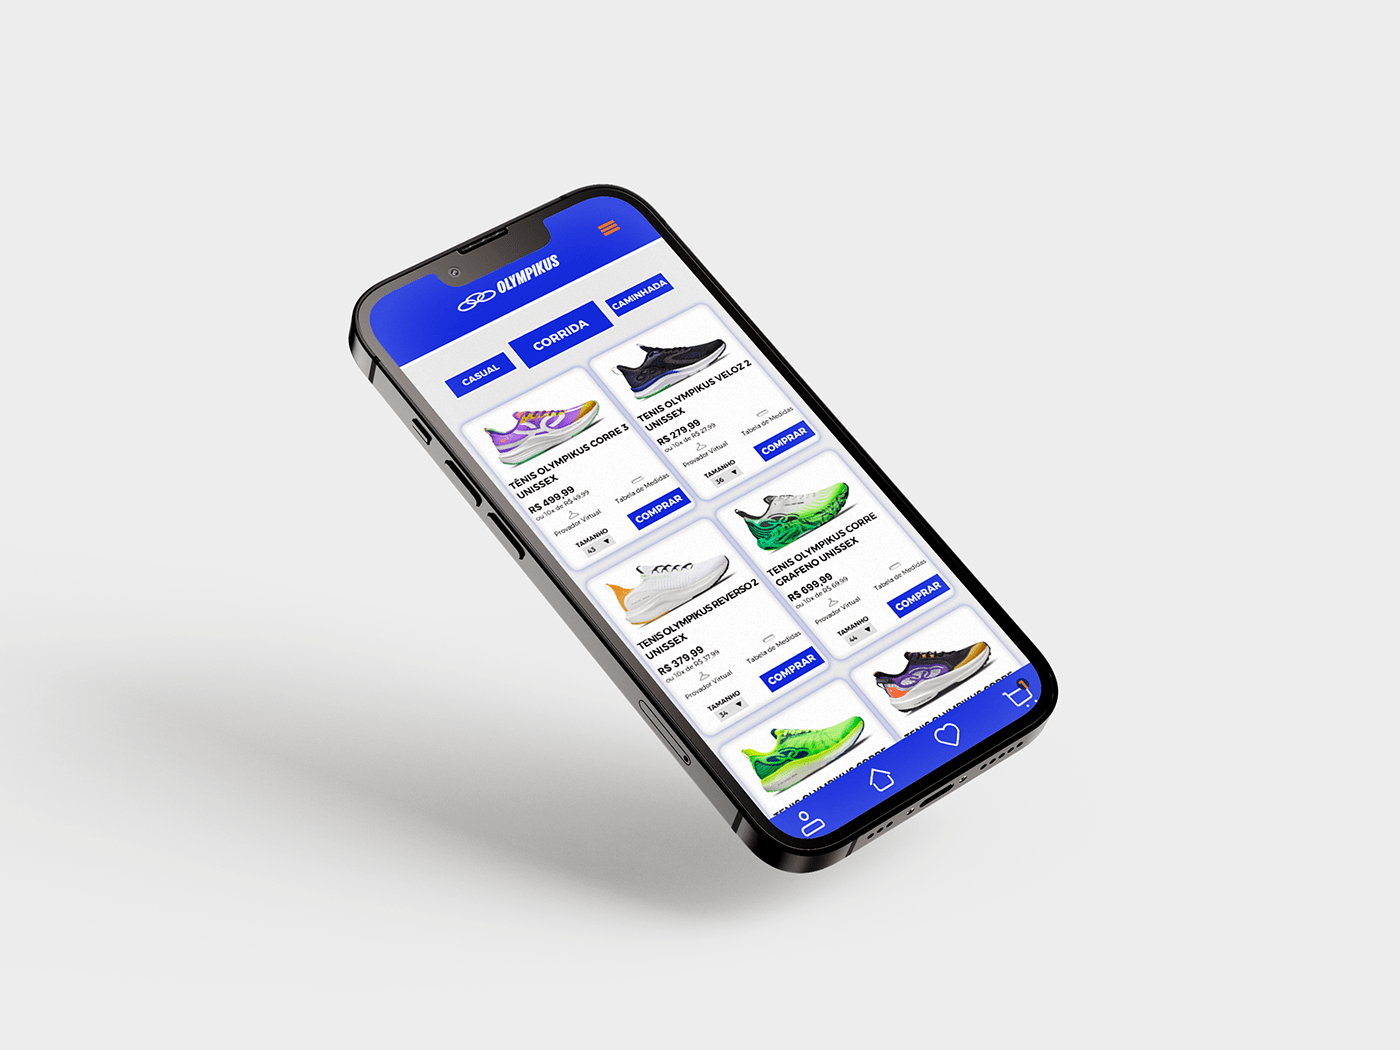 OLYMPIKUS
CASUAL
CORRIDA
CAMINHADA
TÊNIS OLYMPIKUS CORRE 3
UNISSEX
R$ 499,99
ou 10x de R$ 49,99
Provador Virtual
Tabela de Medidas
TAMANHO
43
COMPRAR
TENIS OLYMPIKUS VELOZ 2
UNISSEX
R$ 279,99
ou 10x de R$ 27,99
Provador Virtual
Tabela de Medidas
TAMANHO
36
COMPRAR
TENIS OLYMPIKUS REVERSO 2
UNISSEX
R$ 379,99
ou 10x de R$ 37,99
Provador Virtual
Tabela de Medidas
TAMANHO
34
COMPRAR
TENIS OLYMPIKUS CORRE
GRAFENO UNISSEX
R$ 699,99
ou 10x de R$ 69,99
Provador Virtual
Tabela de Medidas
TAMANHO
44
COMPRAR
TENIS OLYMPIKUS CORRE
TENIS OLYMPIKUS CORRE